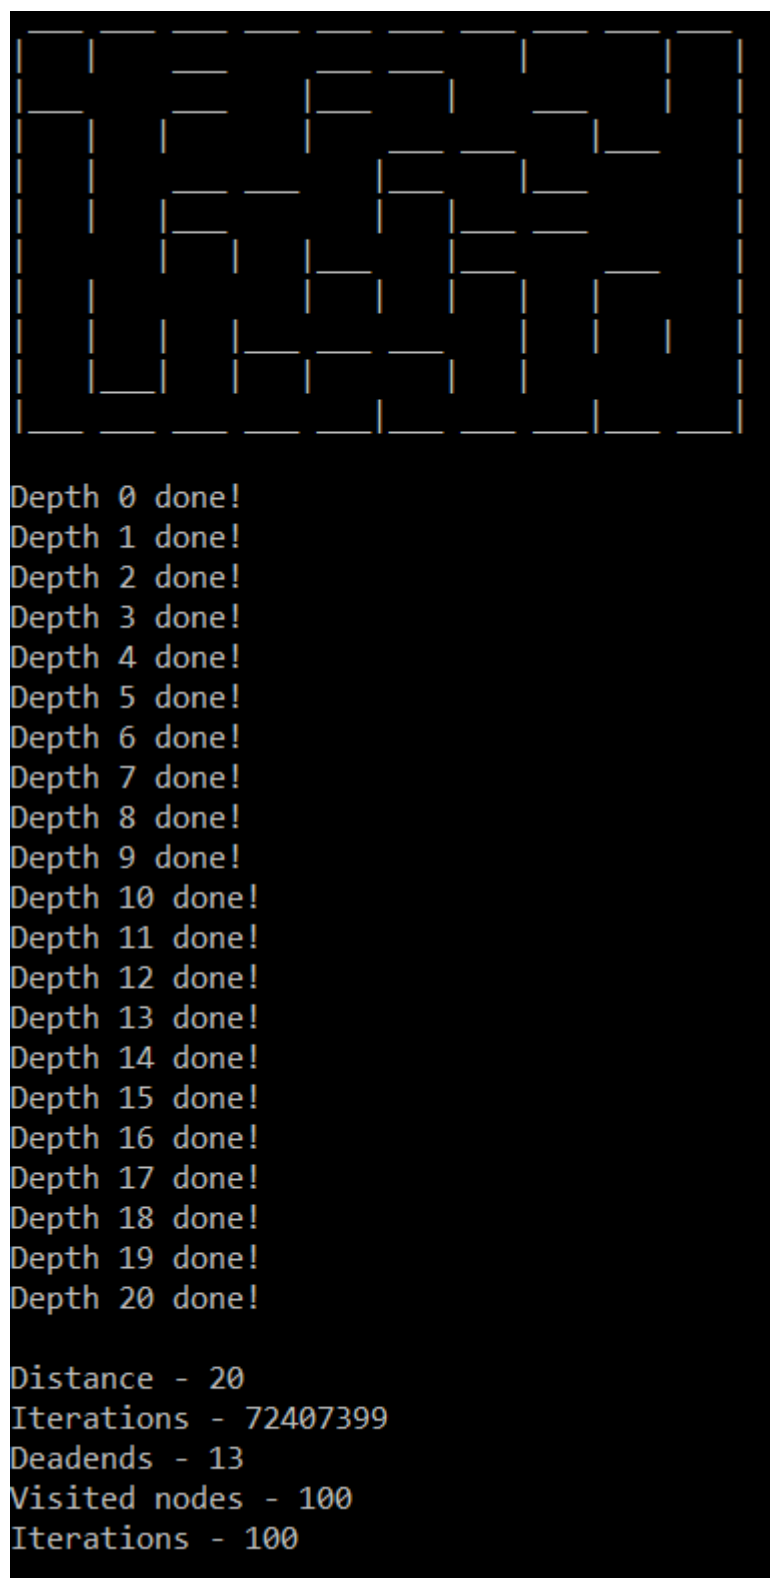 Depth 0 done!
Depth 1 done!
Depth 2 done!
Depth 3 done!
Depth 4 done!
Depth 5 done!
Depth 6 done!
Depth 7 done!
Depth 8 done!
Depth 9 done!
Depth 10 done!
Depth 11 done!
Depth 12 done!
Depth 13 done!
Depth 14 done!
Depth 15 done!
Depth 16 done!
Depth 17 done!
Depth 18 done!
Depth 19 done!
Depth 20 done!
Distance - 20
Iterations - 72407399
Deadends - 13
Visited nodes - 100
Iterations - 100